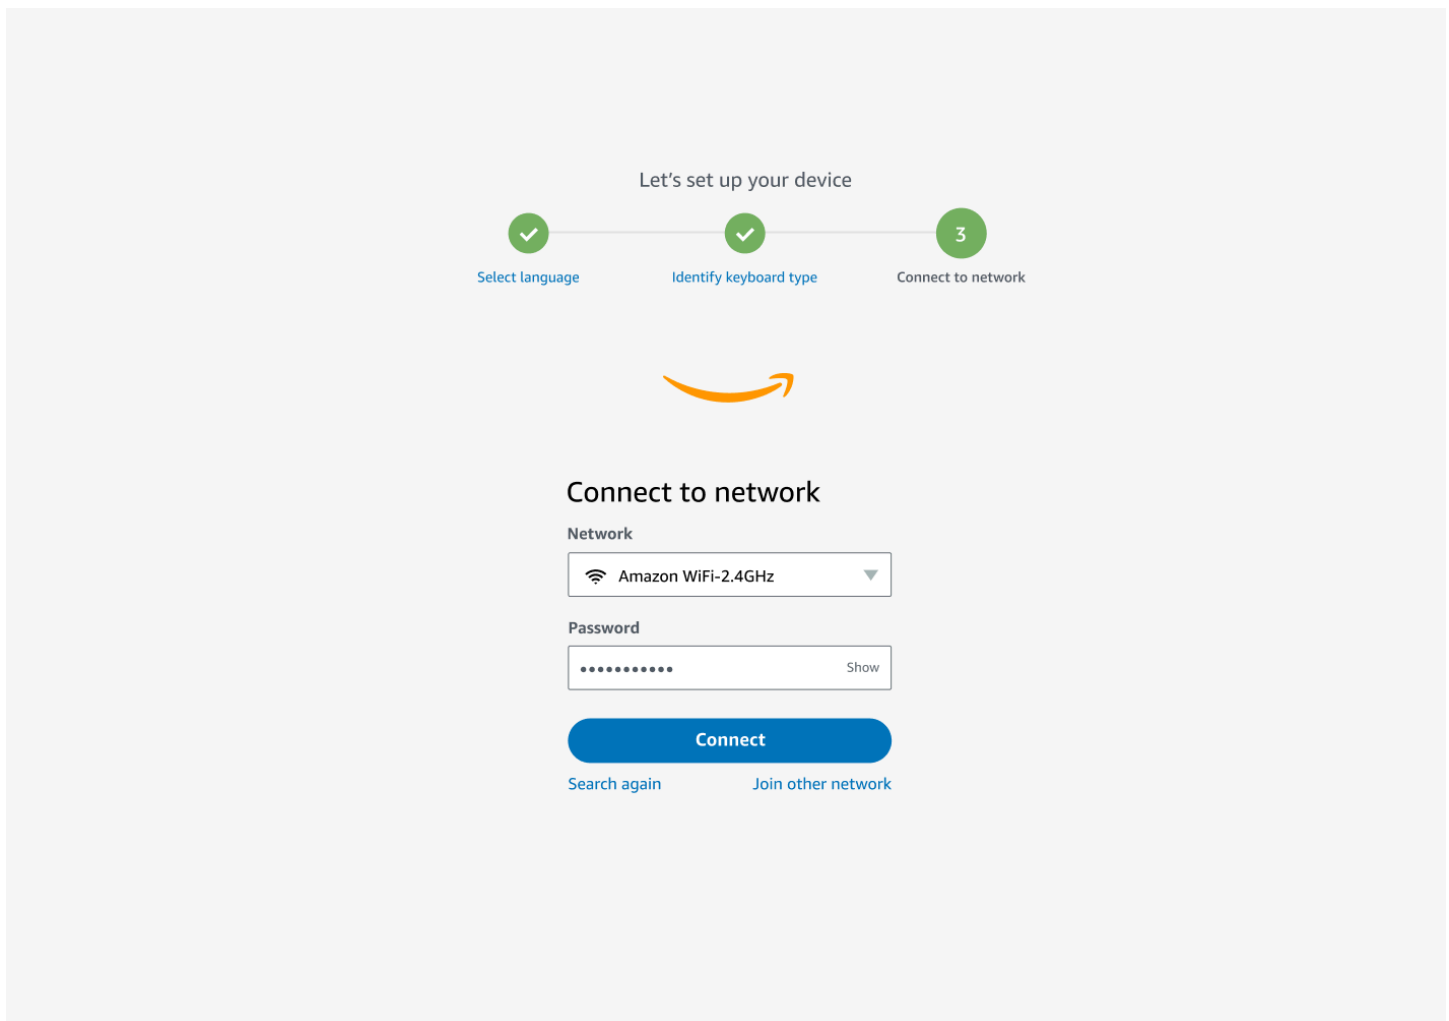 Let's set up your device
3
Select language
Identify keyboard type
Connect to network
Connect to network
Network
Amazon WiFi-2.4GHz
Password
•••••••••••
Show
Connect
Search again
Join other network